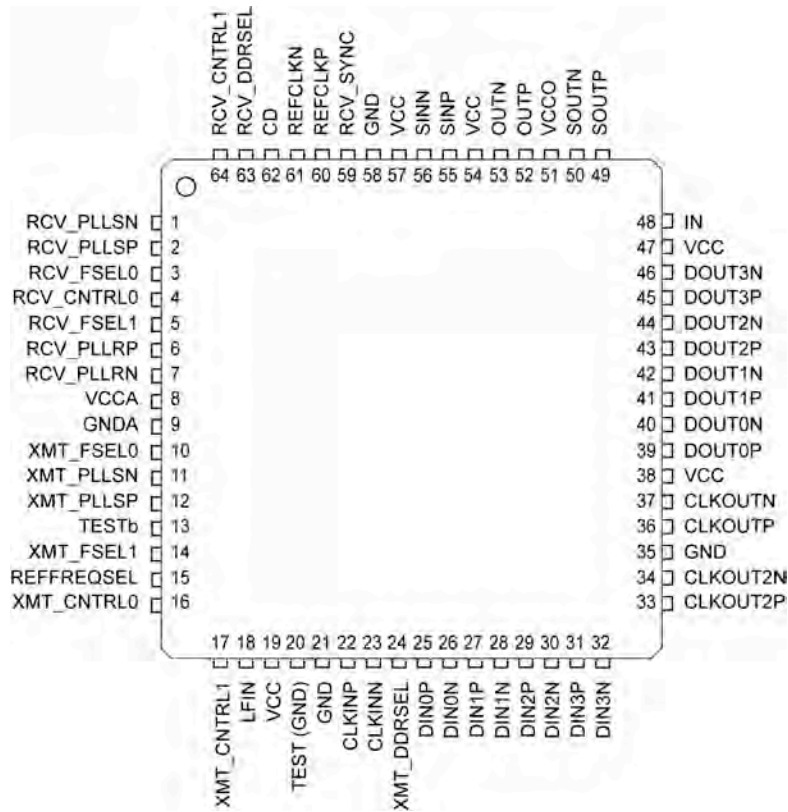 RCV_CNTRL1
RCV_DDRSEL
CD
REFCLKN
REFCLKP
RCV_SYNC
GND
VCC
SINN
SINP
VCC
OUTN
OUTP
VCCO
SOUTN
SOUTP
64 63 62 61 60 59 58 57 56 55 54 53 52 51 50 49
RCV_PLLSN 1
RCV_PLLSP 2
RCV_FSEL0 3
RCV_CNTRL0 4
RCV_FSEL1 5
RCV_PLLRP 6
RCV_PLLRN 7
VCCA 8
GNDA 9
XMT_FSEL0 10
XMT_PLLSN 11
XMT_PLLSP 12
TESTb 13
XMT_FSEL1 14
REFFREQSEL 15
XMT_CNTRL0 16
48 IN
47 VCC
46 DOUT3N
45 DOUT3P
44 DOUT2N
43 DOUT2P
42 DOUT1N
41 DOUT1P
40 DOUT0N
39 DOUT0P
38 VCC
37 CLKOUTN
36 CLKOUTP
35 GND
34 CLKOUT2N
33 CLKOUT2P
17 18 19 20 21 22 23 24 25 26 27 28 29 30 31 32
XMT_CNTRL1
LFIN
VCC
TEST (GND)
GND
CLKINP
CLKINN
XMT_DDRSEL
DIN0P
DIN0N
DIN1P
DIN1N
DIN2P
DIN2N
DIN3P
DIN3N